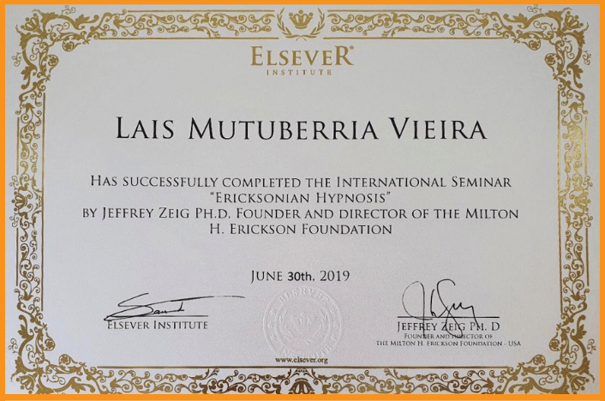 ELSEVER®
INSTITUTE
LAIS MUTUBERRIA VIEIRA
HAS SUCCESSFULLY COMPLETED THE INTERNATIONAL SEMINAR
"ERICKSONIAN HYPNOSIS"
BY JEFFREY ZEIG PH.D. FOUNDER AND DIRECTOR OF THE MILTON
H. ERICKSON FOUNDATION
JUNE 30th. 2019
ELSEVER INSTITUTE
JEFFREY ZEIG PH. D
FOUNDER AND DIRECTOR OF
THE MILTON H. ERICKSON FOUNDATION - USA
www.elsever.org